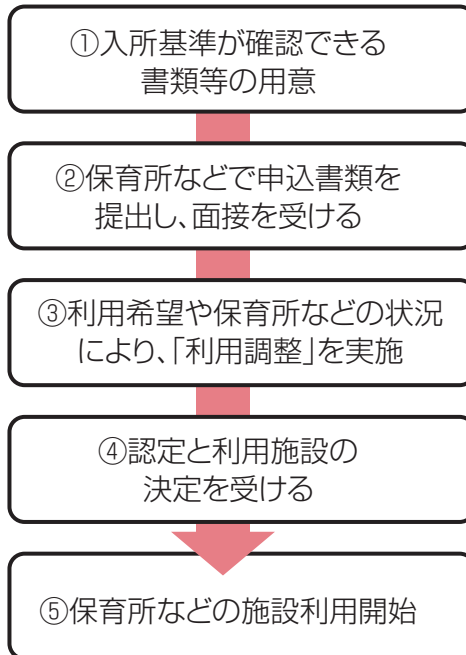 ①入所基準が確認できる
書類等の用意
②保育所などで申込書類を
提出し、面接を受ける
③利用希望や保育所などの状況
により、「利用調整」を実施
④認定と利用施設の
決定を受ける
⑤保育所などの施設利用開始